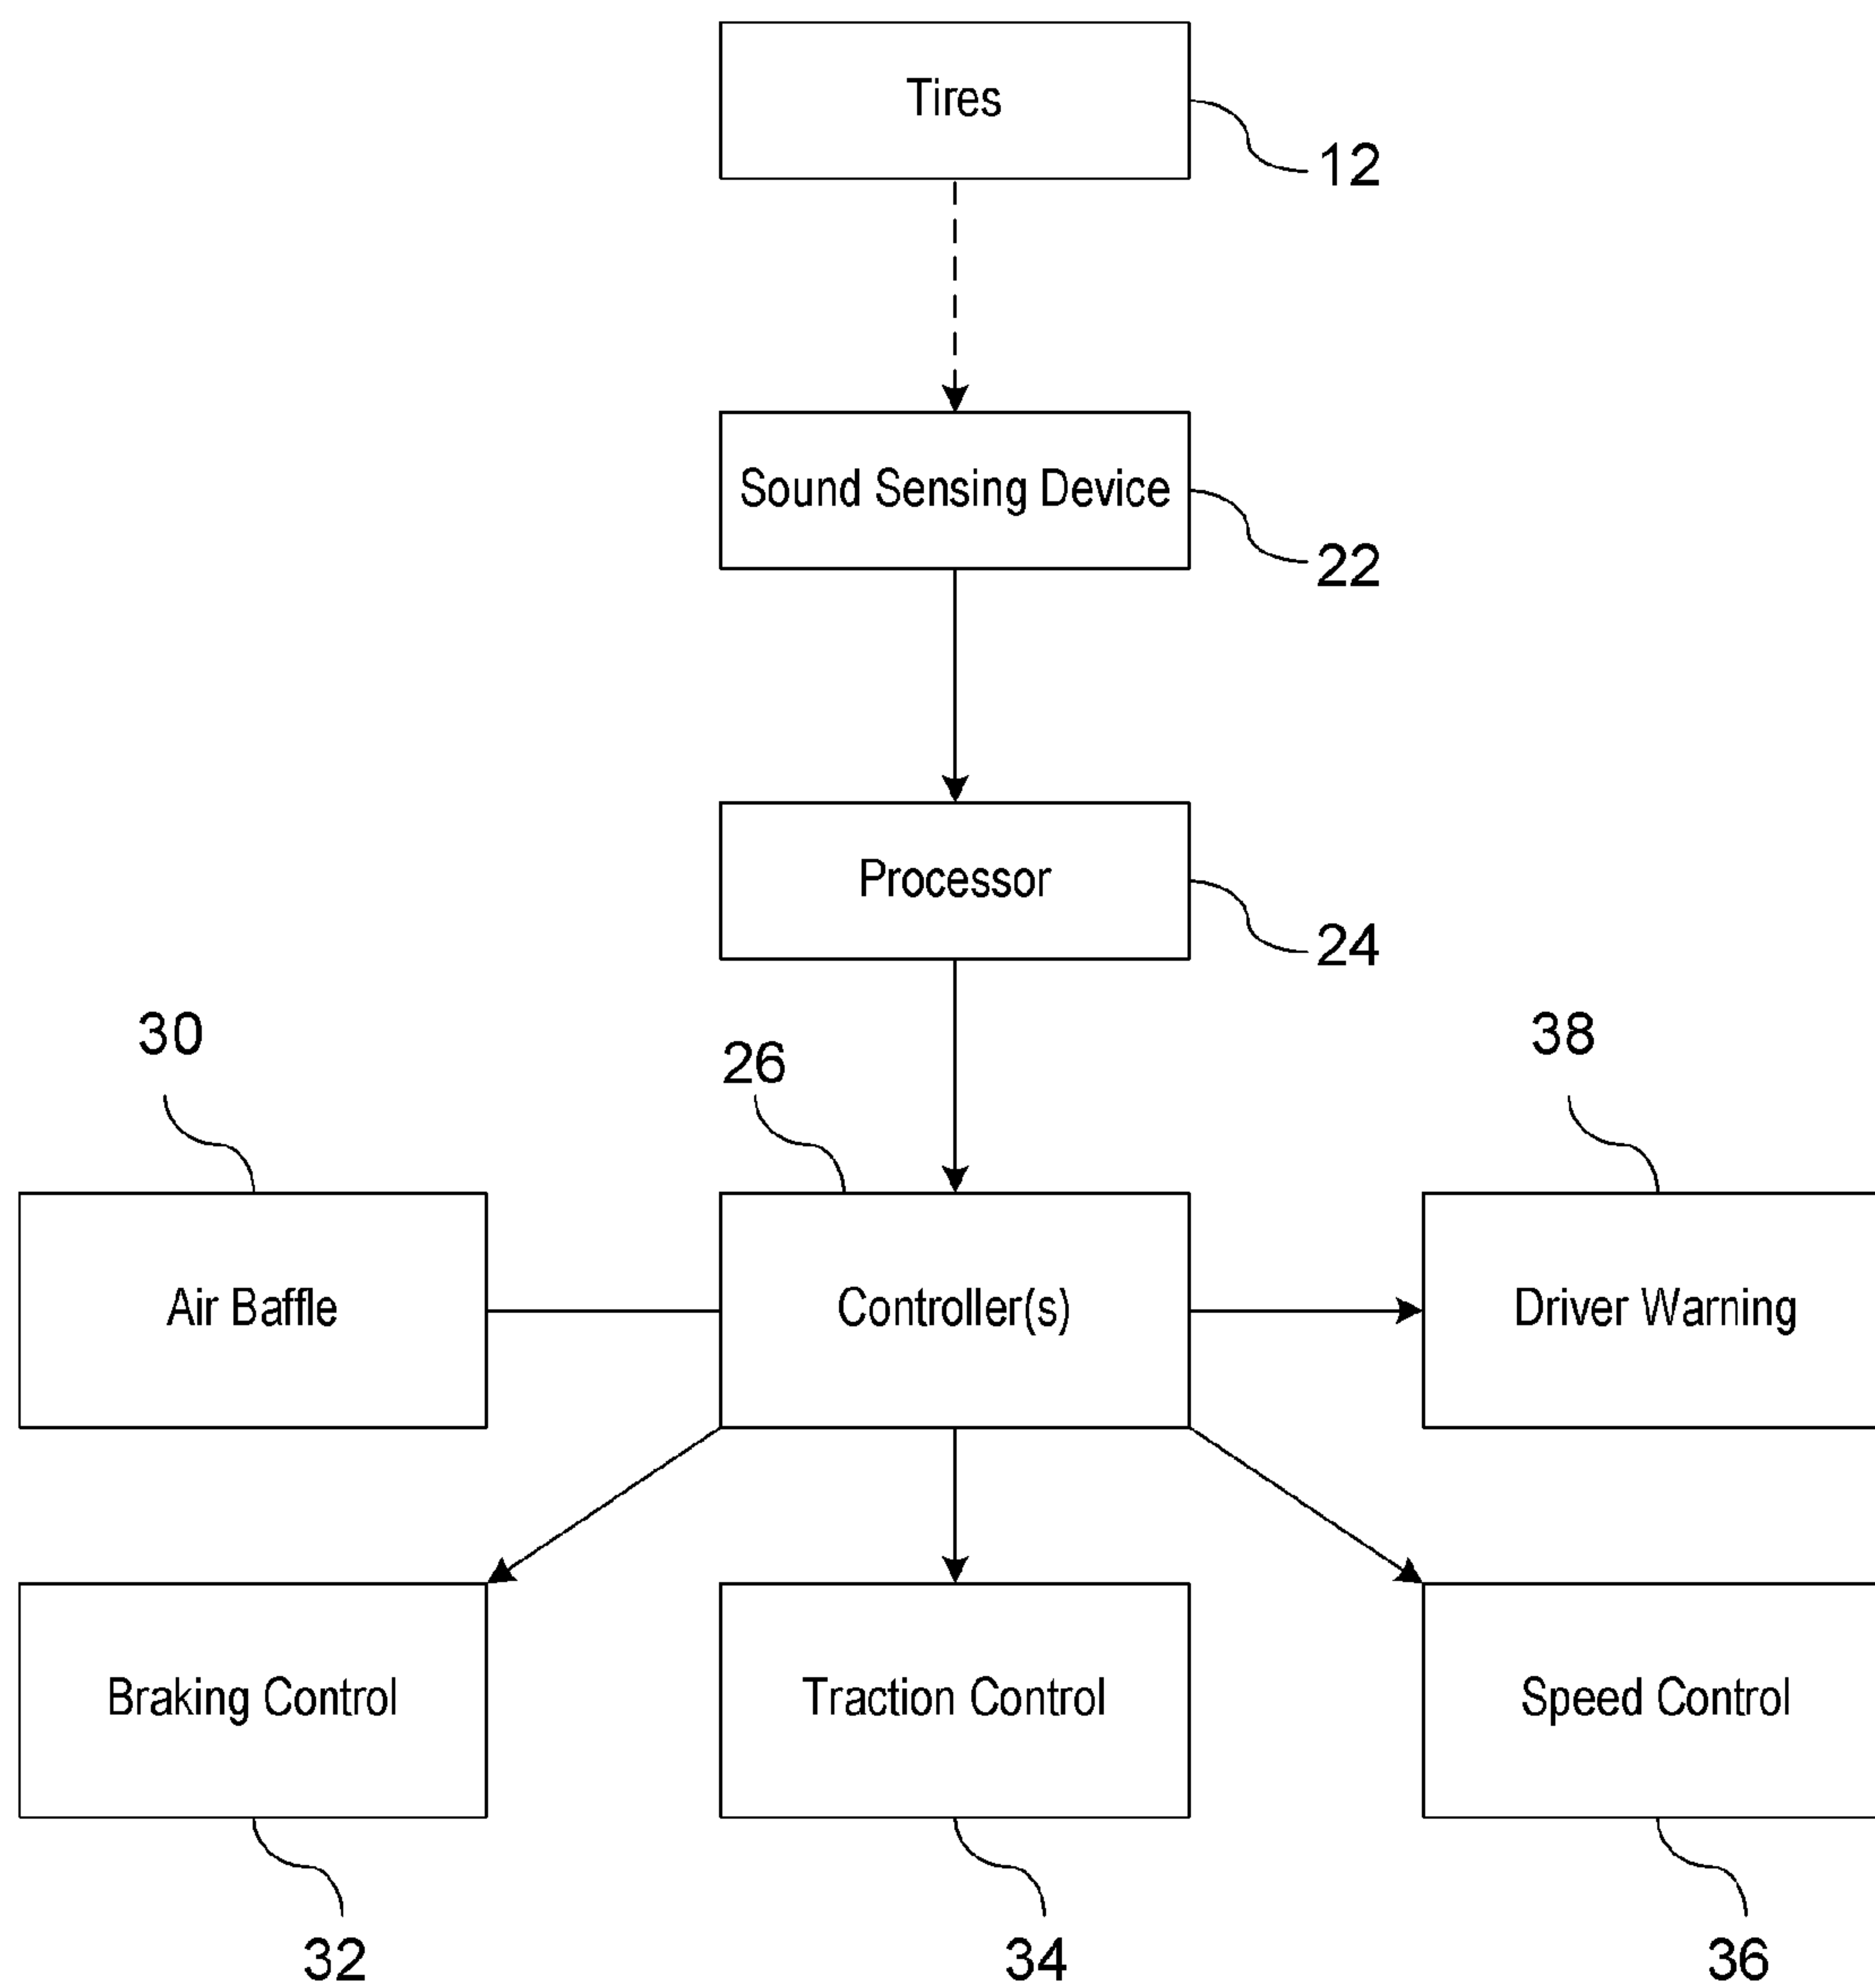 Tires
12
Sound Sensing Device
22
Processor
24
30
26
38
Air Baffle
Controller(s)
Driver Warning
Braking Control
Traction Control
Speed Control
32
34
36